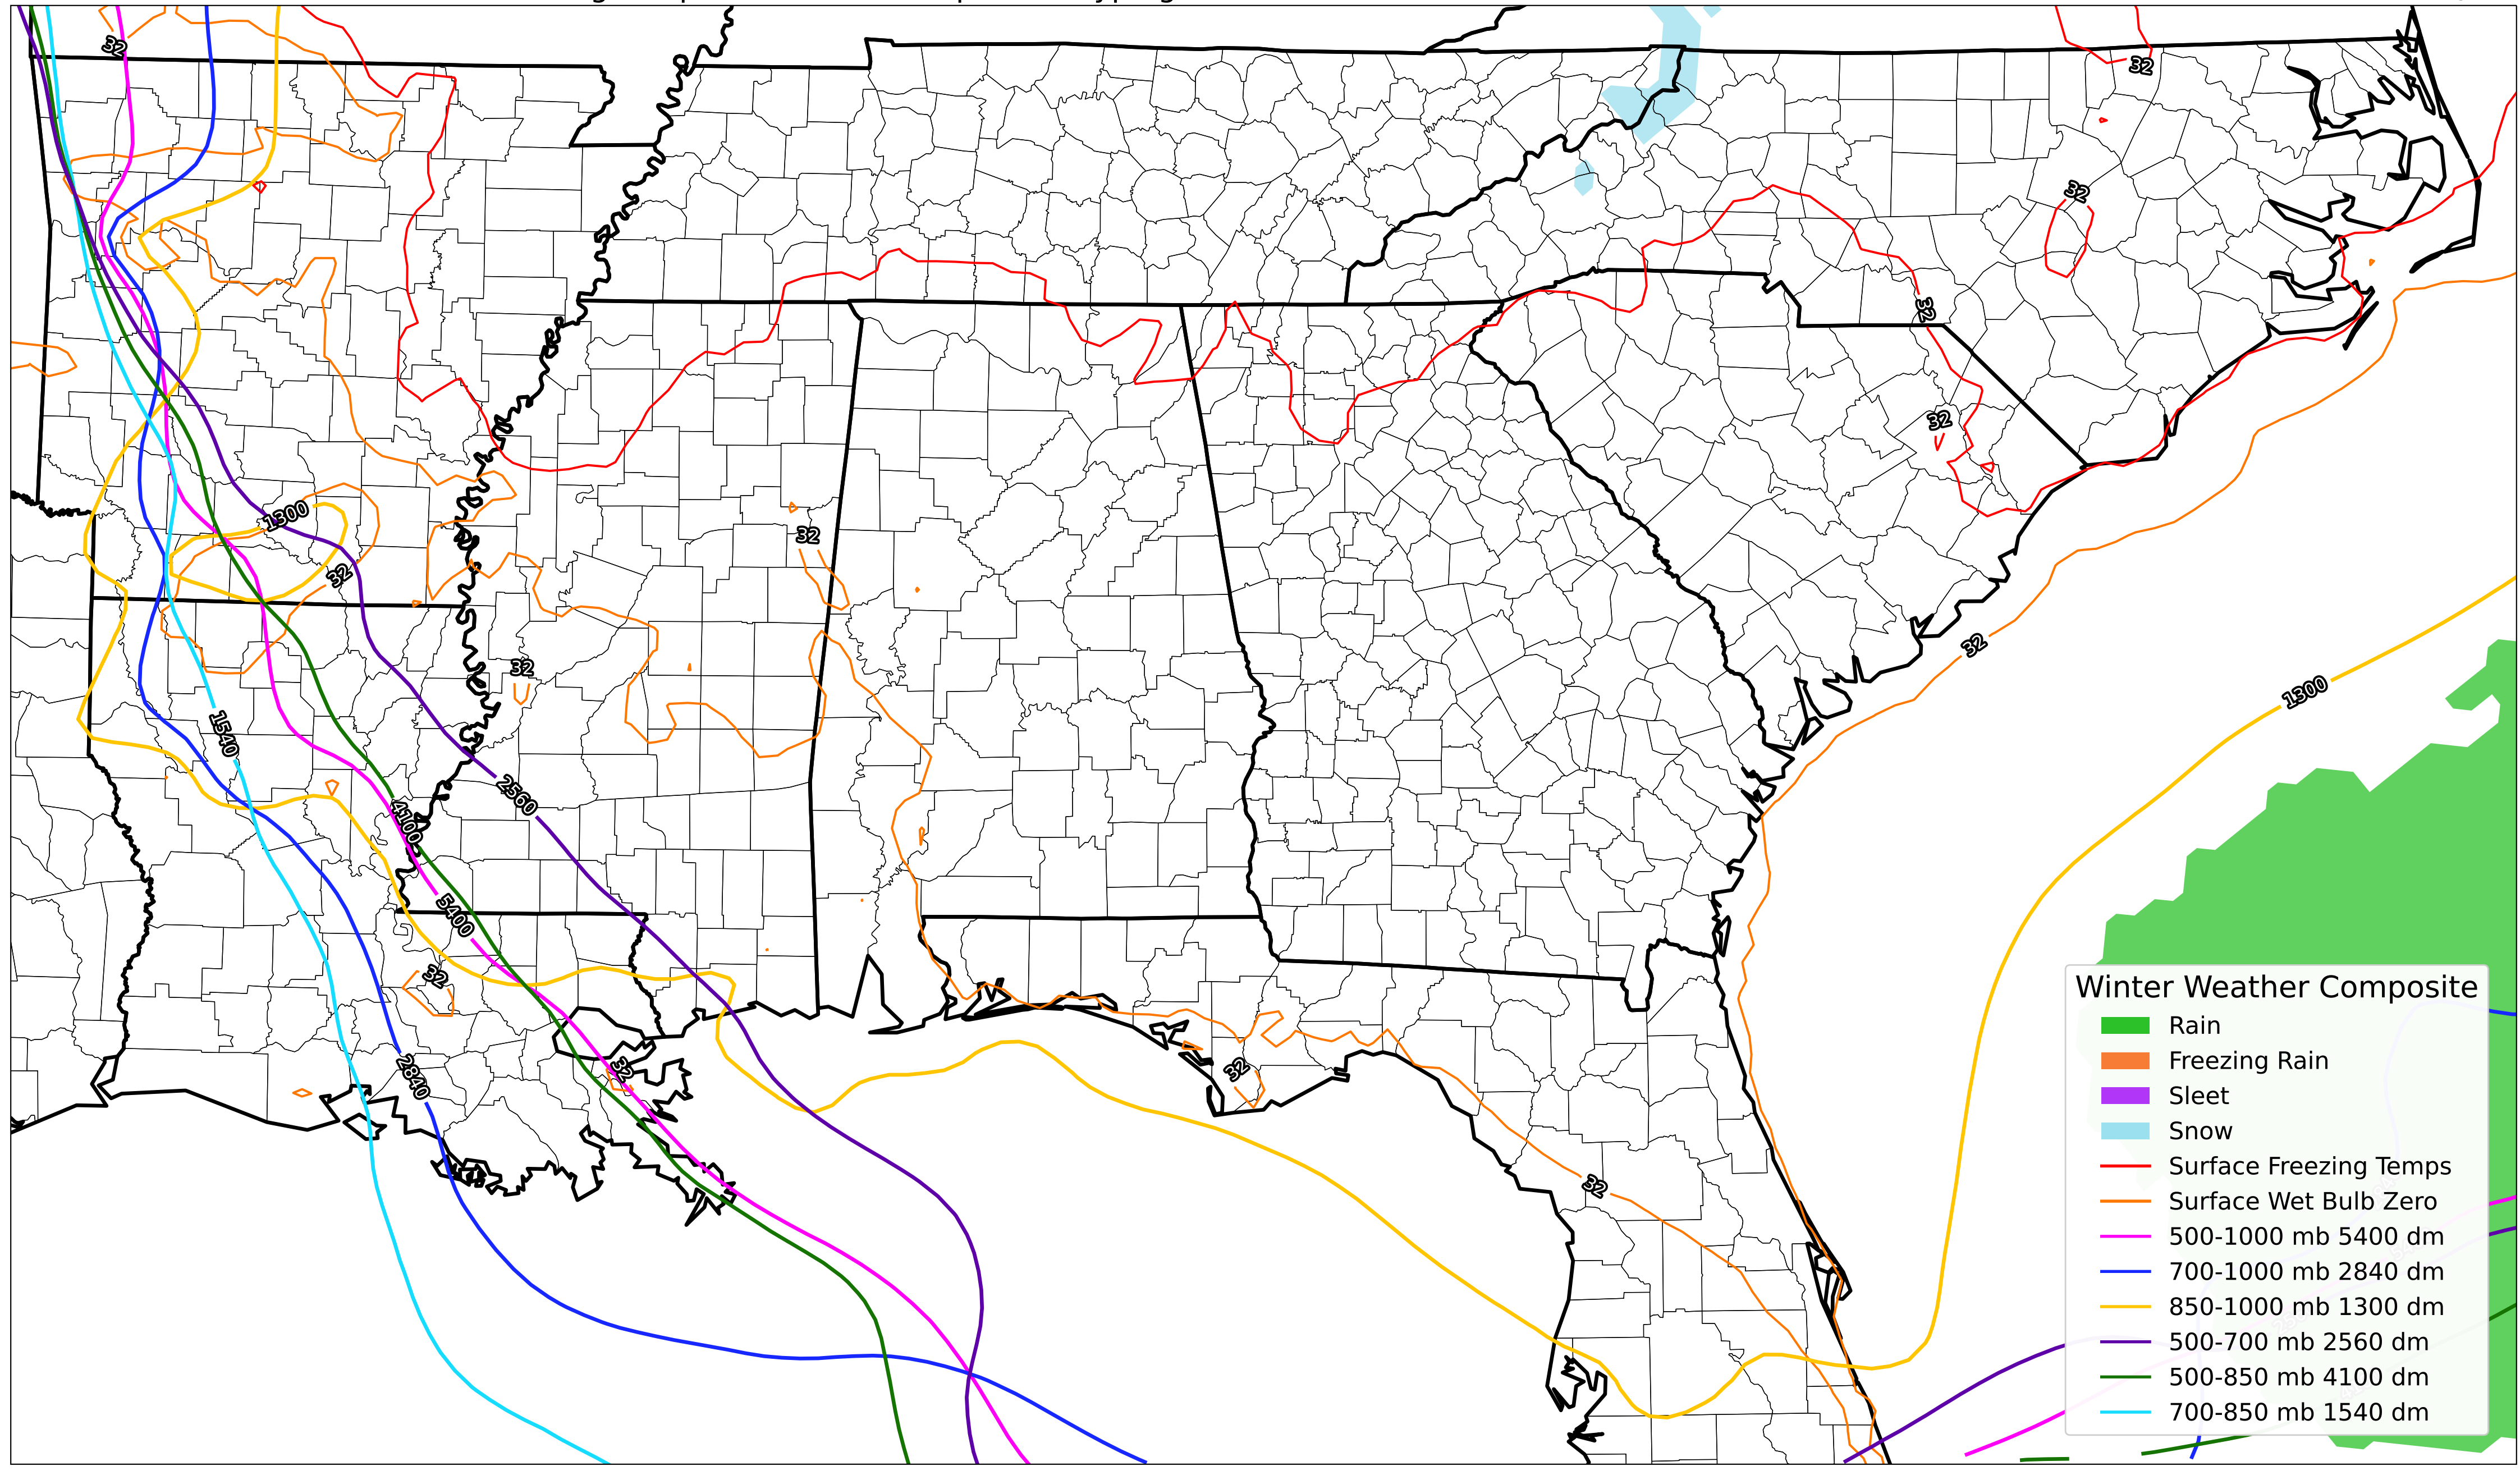 32
32
32
32
32
1300
32
32
32
32
1300
1540
2560
4100
5400
32
2840
32
32
32
Winter Weather Composite
Rain
Freezing Rain
Sleet
Snow
Surface Freezing Temps
Surface Wet Bulb Zero
500-1000 mb 5400 dm
700-1000 mb 2840 dm
850-1000 mb 1300 dm
500-700 mb 2560 dm
500-850 mb 4100 dm
700-850 mb 1540 dm